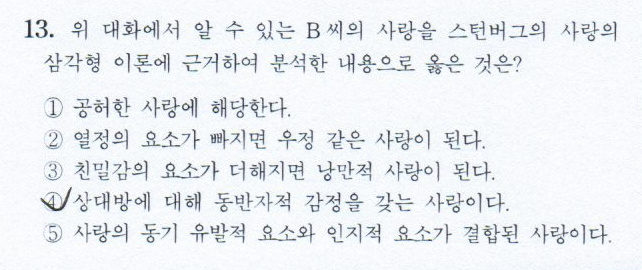 13. 위 대화에서 알 수 있는 B씨의 사랑을 스턴버그의 사랑의
삼각형 이론에 근거하여 분석한 내용으로 옳은 것은?
① 공허한 사랑에 해당한다.
② 열정의 요소가 빠지면 우정 같은 사랑이 된다.
③ 친밀감의 요소가 더해지면 낭만적 사랑이 된다.
④ 상대방에 대해 동반자적 감정을 갖는 사랑이다.
⑤ 사랑의 동기 유발적 요소와 인지적 요소가 결합된 사랑이다.